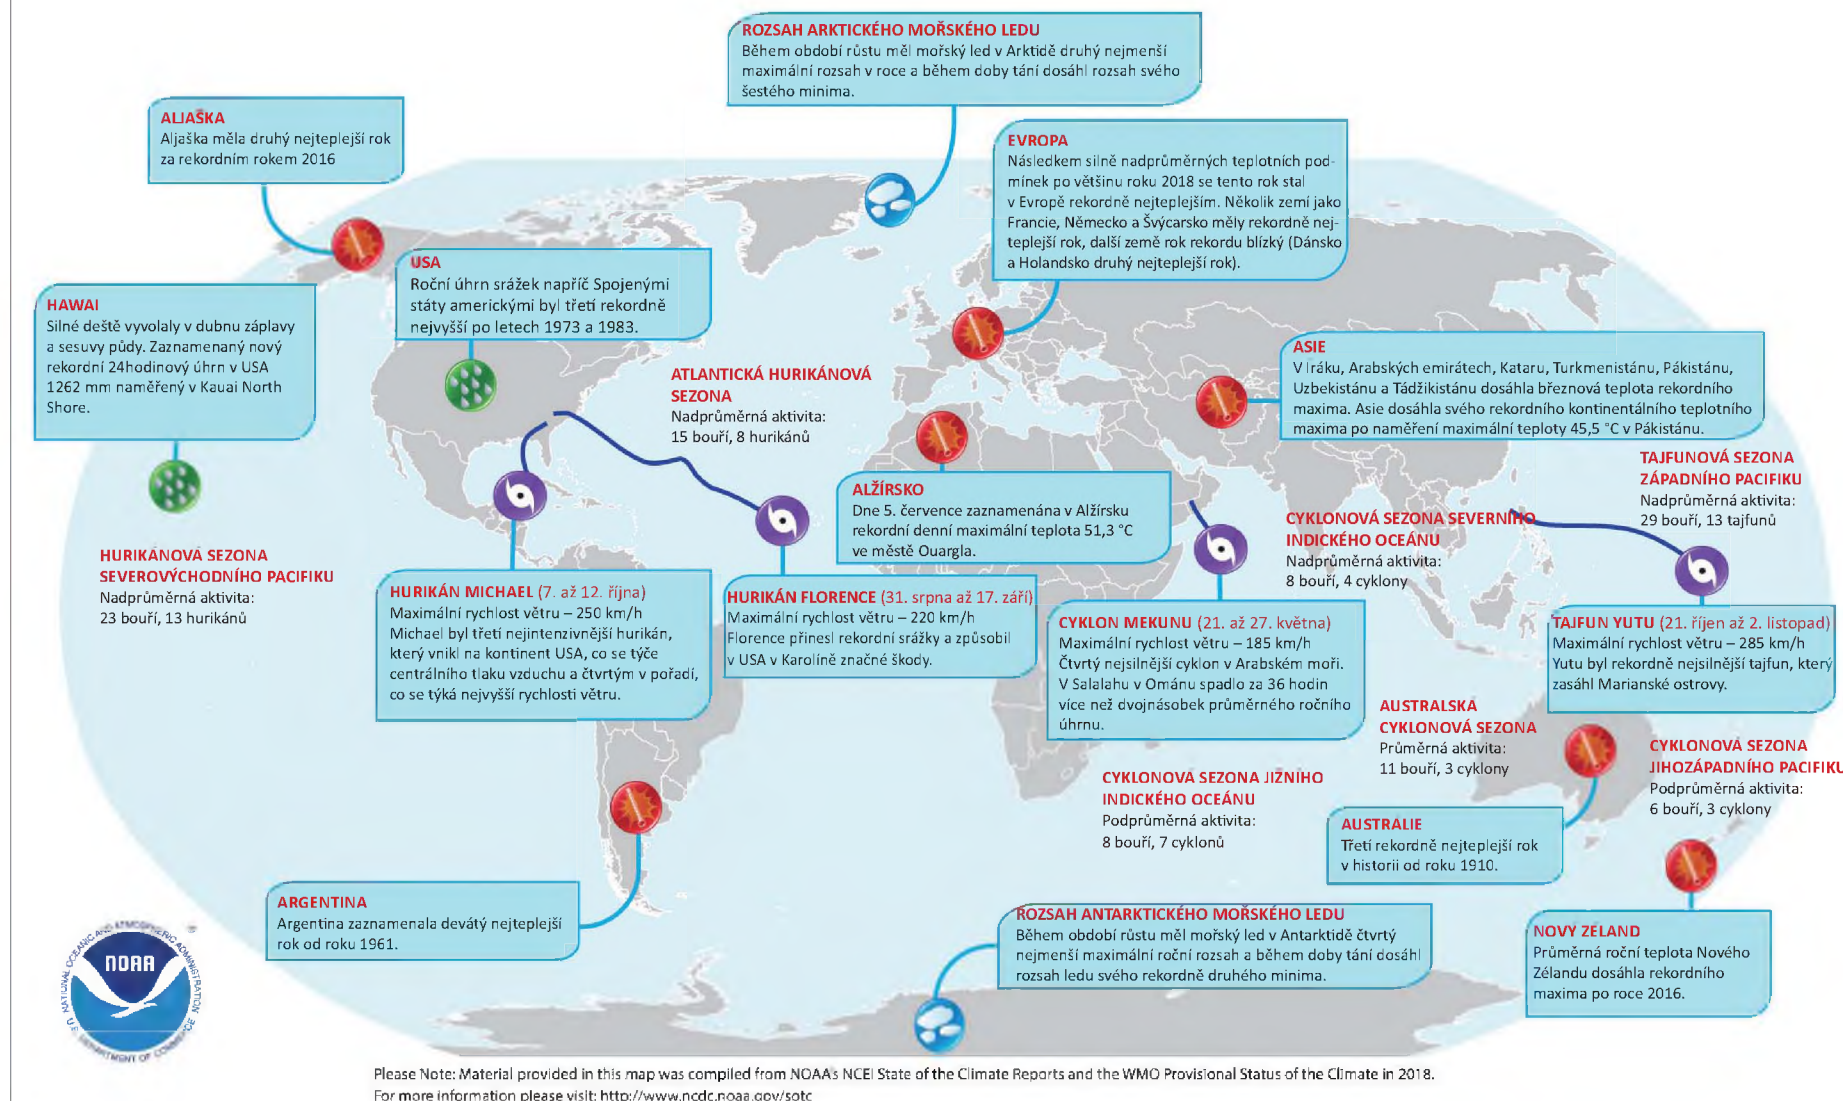 ROZSAH ARKTICKÉHO MOŘSKÉHO LEDU
Během období růstu měl mořský led v Arktidě druhý nejmenší
maximální rozsah v roce a během doby tání dosáhl rozsah svého
šestého minima.
ALJAŠKA
Aljaška měla druhý nejteplejší rok
za rekordním rokem 2016
EVROPA
Následkem silně nadprůměrných teplotních pod-
mínek po většinu roku 2018 se tento rok stal
v Evropě rekordně nejteplejším. Několik zemí jako
Francie, Německo a Švýcarsko měly rekordně nej-
teplejší rok, další země rok rekordu blízký (Dánsko
a Holandsko druhý nejteplejší rok).
USA
Roční úhrn srážek napříč Spojenými
státy americkými byl třetí rekordně
nejvyšší po letech 1973 a 1983.
HAWAI
Silné deště vyvolaly v dubnu záplavy
a sesuvy půdy. Zaznamenaný nový
rekordní 24hodinový úhrn v USA
1262 mm naměřený v Kauai North
Shore.
ASIE
V Iráku, Arabských emirátech, Kataru, Turkmenistánu, Pákistánu,
Uzbekistánu a Tádžikistánu dosáhla březnová teplota rekordního
maxima. Asie dosáhla svého rekordního kontinentálního teplotního
maxima po naměření maximální teploty 45,5 °C v Pákistánu.
ATLANTICKÁ HURIKÁNOVÁ
SEZONA
Nadprůměrná aktivita:
15 bouří, 8 hurikánů
TAJFUNOVÁ SEZONA
ZÁPADNÍHO PACIFIKU
Nadprůměrná aktivita:
29 bouří, 13 tajfunů
ALŽÍRSKO
Dne 5. července zaznamenána v Alžírsku
rekordní denní maximální teplota 51,3 °C
ve městě Ouargla.
CYKLONOVÁ SEZONA SEVERNÍHO
INDICKÉHO OCEÁNU
Nadprůměrná aktivita:
8 bouří, 4 cyklony
HURIKÁNOVÁ SEZONA
SEVEROVÝCHODNÍHO PACIFIKU
Nadprůměrná aktivita:
23 bouří, 13 hurikánů
HURIKÁN MICHAEL (7. až 12. října)
Maximální rychlost větru – 250 km/h
Michael byl třetí nejintenzivnější hurikán,
který vnikl na kontinent USA, co se týče
centrálního tlaku vzduchu a čtvrtým v pořadí,
co se týká nejvyšší rychlosti větru.
HURIKÁN FLORENCE (31. srpna až 17. září)
Maximální rychlost větru – 220 km/h
Florence přinesl rekordní srážky a způsobil
v USA v Karolíně značné škody.
CYKLON MEKUNU (21. až 27. května)
Maximální rychlost větru – 185 km/h
Čtvrtý nejsilnější cyklon v Arabském moři.
V Salalahu v Ománu spadlo za 36 hodin
více než dvojnásobek průměrného ročního
úhrnu.
TAJFUN YUTU (21. říjen až 2. listopad)
Maximální rychlost větru – 285 km/h
Yutu byl rekordně nejsilnější tajfun, který
zasáhl Marianské ostrovy.
AUSTRALSKÁ
CYKLONOVÁ SEZONA
Průměrná aktivita:
11 bouří, 3 cyklony
CYKLONOVÁ SEZONA
JIHOZÁPADNÍHO PACIFIKU
Podprůměrná aktivita:
6 bouří, 3 cyklony
CYKLONOVÁ SEZONA JIŽNÍHO
INDICKÉHO OCEÁNU
Podprůměrná aktivita:
8 bouří, 7 cyklonů
AUSTRÁLIE
Třetí rekordně nejteplejší rok
v historii od roku 1910.
ARGENTINA
Argentina zaznamenala devátý nejteplejší
rok od roku 1961.
ROZSAH ANTARKTICKÉHO MOŘSKÉHO LEDU
Během období růstu měl mořský led v Antarktidě čtvrtý
nejmenší maximální roční rozsah a během doby tání dosáhl
rozsah ledu svého rekordně druhého minima.
NOVÝ ZÉLAND
Průměrná roční teplota Nového
Zélandu dosáhla rekordního
maxima po roce 2016.
NATIONAL OCEANIC AND ATMOSPHERIC ADMINISTRATION
NOAA
U.S. DEPARTMENT OF COMMERCE
Please Note: Material provided in this map was compiled from NOAA's NCEI State of the Climate Reports and the WMO Provisional Status of the Climate in 2018.
For more information please visit: http://www.ncdc.noaa.gov/sotc